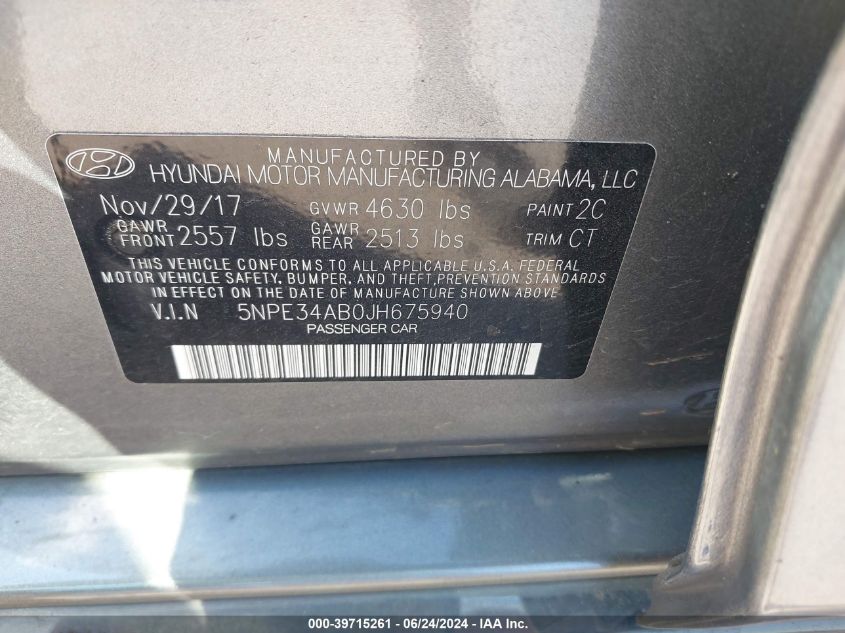 MANUFACTURED BY
HYUNDAI MOTOR MANUFACTURING ALABAMA, LLC
Nov/29/17 GVWR 4630 lbs PAINT 2C
GAWR FRONT 2557 lbs GAWR REAR 2513 lbs TRIM CT
THIS VEHICLE CONFORMS TO ALL APPLICABLE U.S.A. FEDERAL
MOTOR VEHICLE SAFETY, BUMPER, AND THEFT PREVENTION STANDARDS
IN EFFECT ON THE DATE OF MANUFACTURE SHOWN ABOVE
V.I.N 5NPE34AB0JH675940
PASSENGER CAR
000-39715261 - 06/24/2024 - IAA Inc.